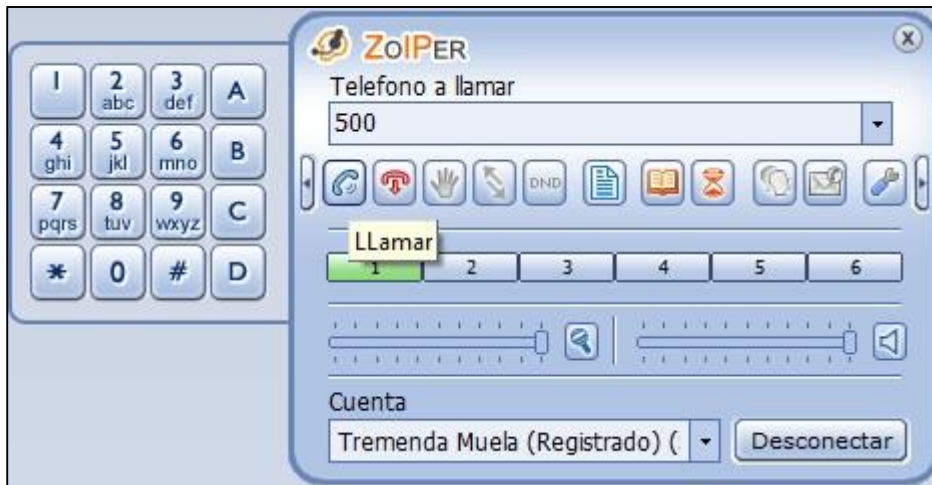 ZoIPER
Telefono a llamar
500
1 2 abc 3 def A
4 ghi 5 jkl 6 mno B
7 pqrs 8 tuv 9 wxyz C
* 0 # D
DND
LLamar
1 2 3 4 5 6
Cuenta
Tremenda Muela (Registrado) (
Desconectar